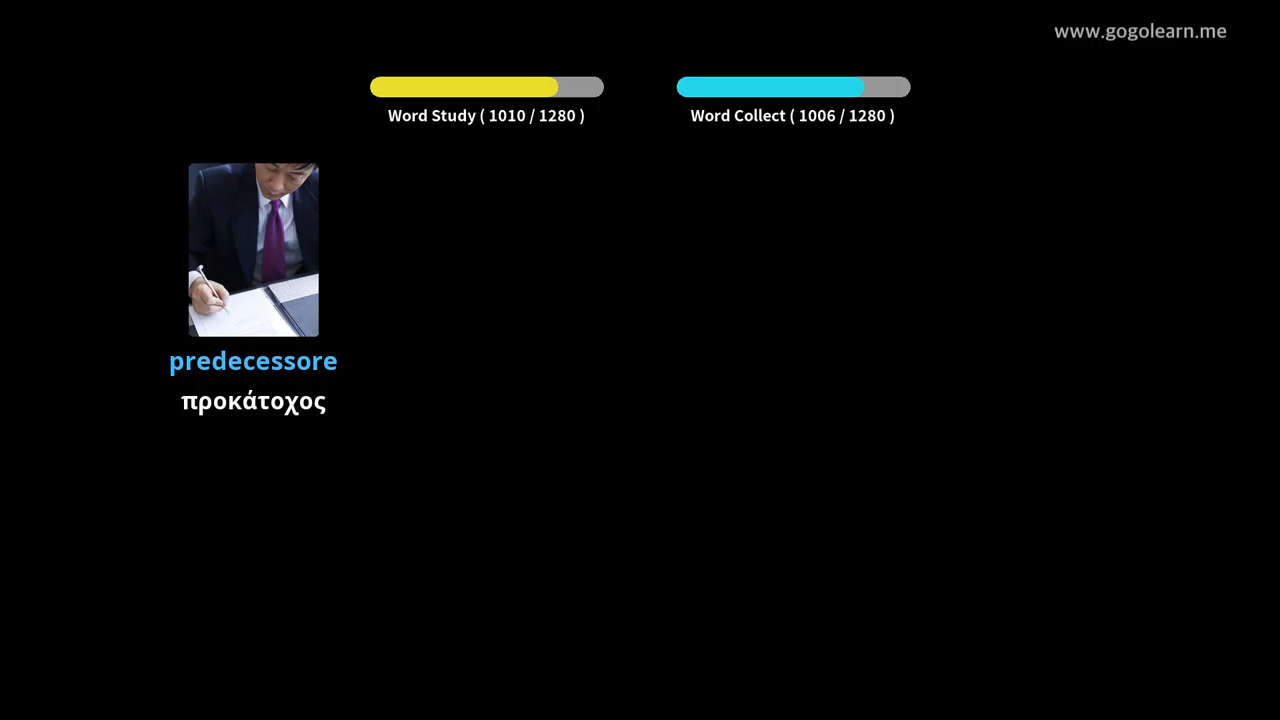 www.gogolearn.me
Word Study ( 1010 / 1280 )
Word Collect ( 1006 / 1280 )
predecessore
προκάτοχος